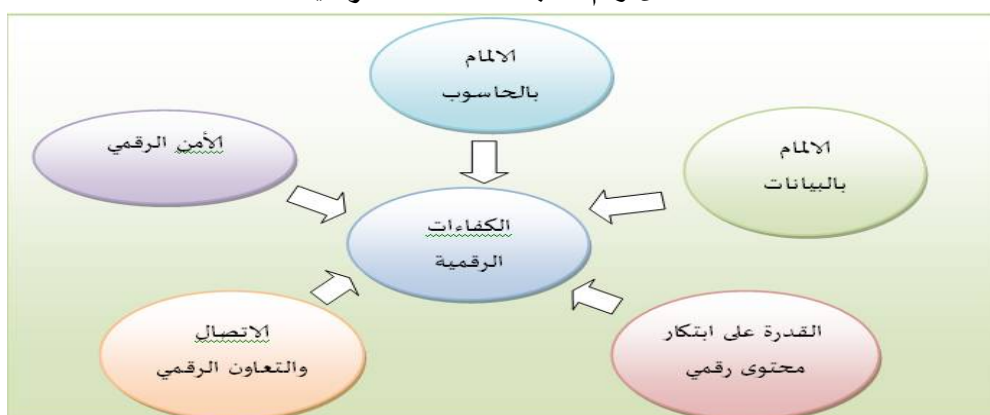 الالمام
بالحاسوب
الالمام
بالبيانات
الأمن الرقمي
الكفاءات
الرقمية
القدرة على ابتكار
محتوى رقمي
الاتصال
والتعاون الرقمي